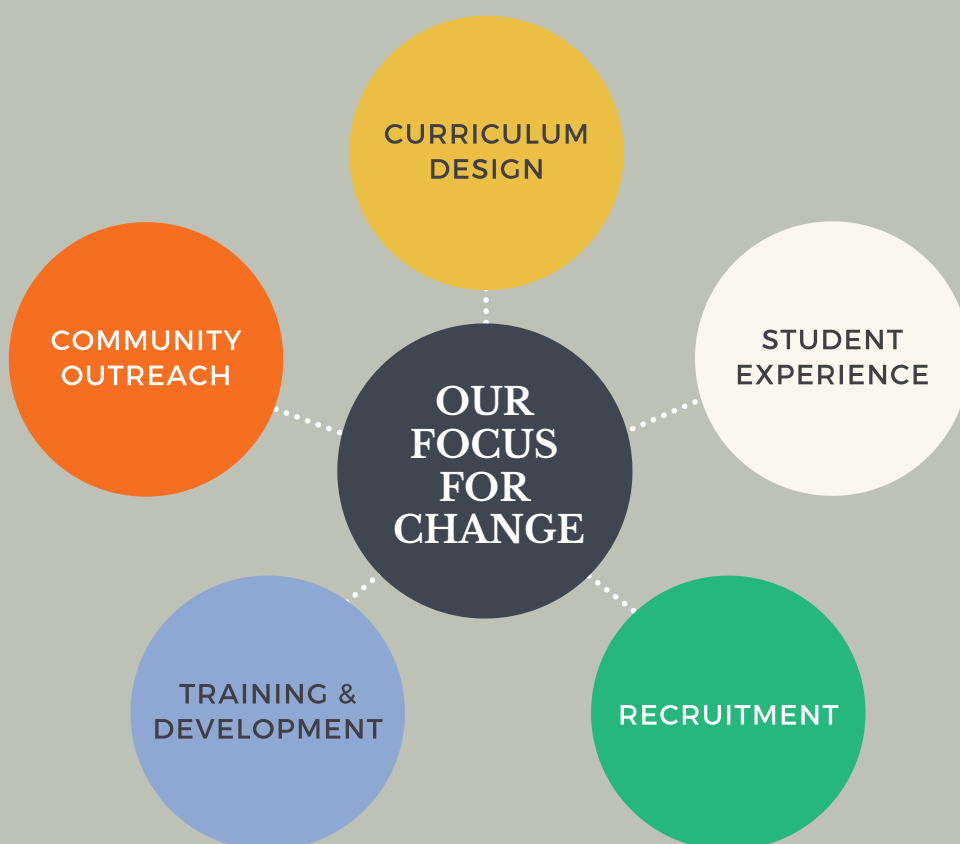 CURRICULUM
DESIGN
COMMUNITY
OUTREACH
STUDENT
EXPERIENCE
OUR
FOCUS
FOR
CHANGE
TRAINING &
DEVELOPMENT
RECRUITMENT